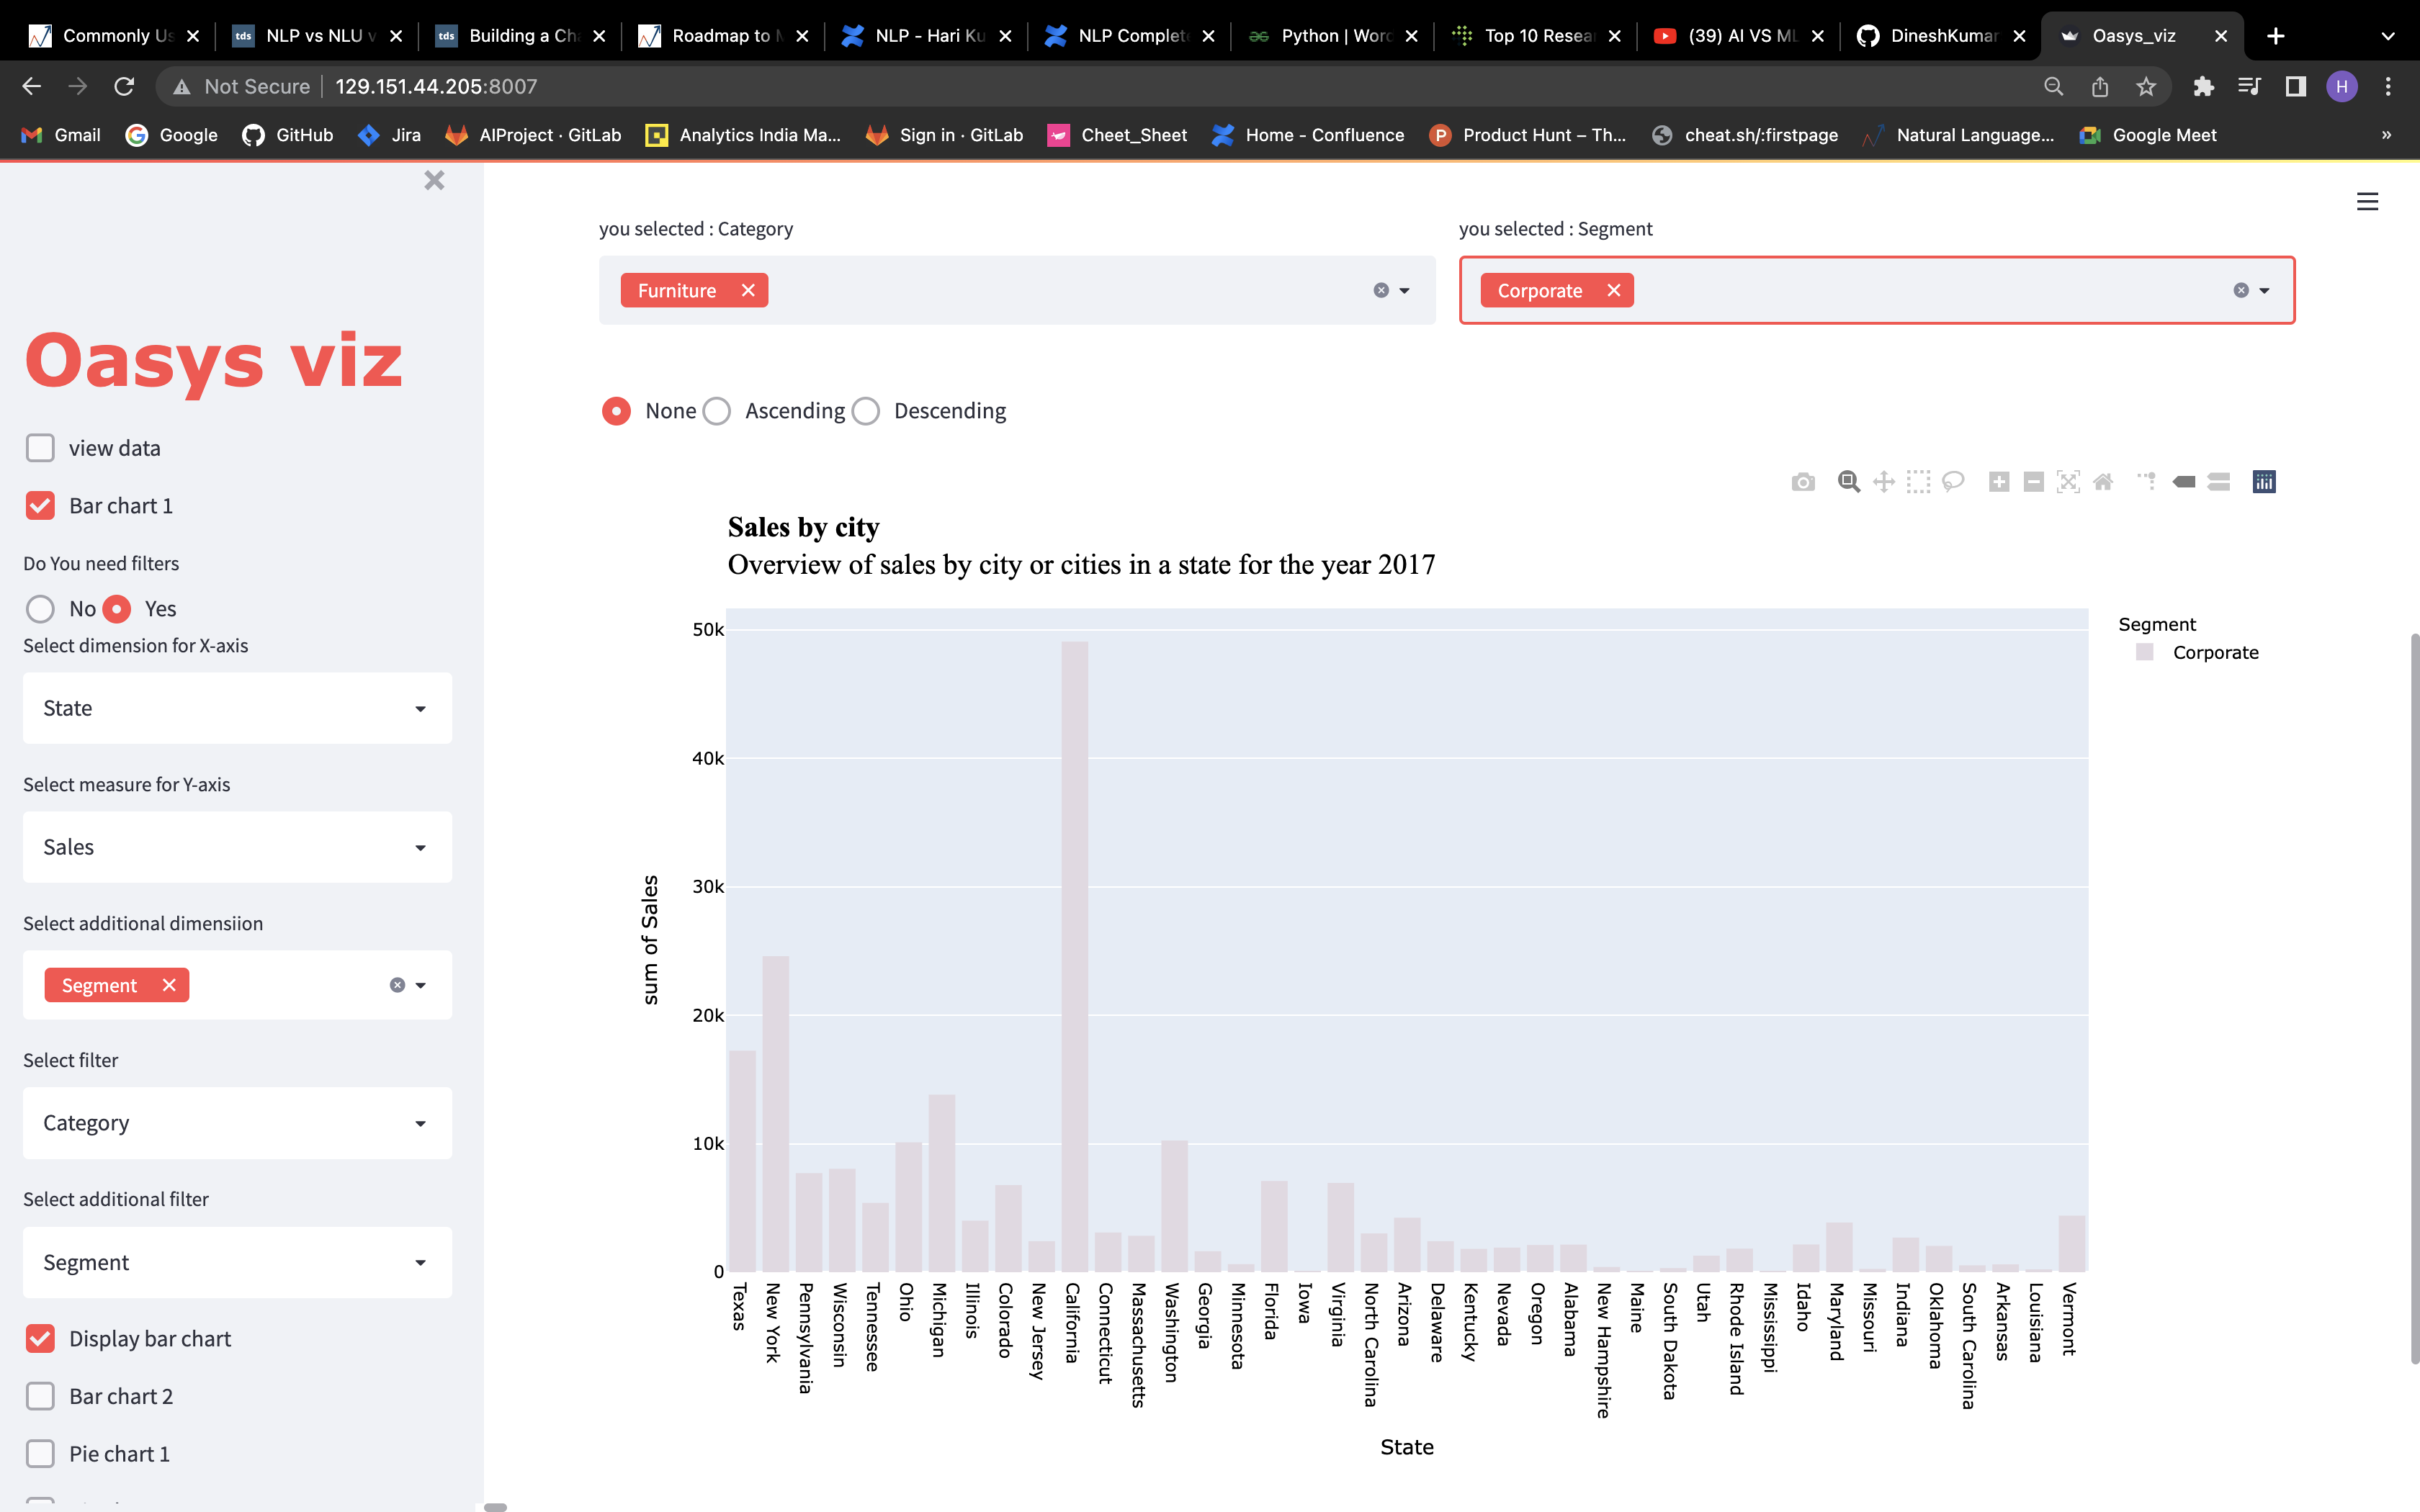 Commonly Us
NLP vs NLU v
Building a Cha
Roadmap to M
NLP - Hari Ku
NLP Complete
Python | Word
Top 10 Resea
(39) AI VS ML
DineshKumar
Oasys_viz
Not Secure 129.151.44.205:8007
H
Gmail
Google
GitHub
Jira
AIProject · GitLab
Analytics India Ma...
Sign in · GitLab
Cheet_Sheet
Home - Confluence
Product Hunt – Th...
cheat.sh/:firstpage
Natural Language...
Google Meet
»
Oasys viz
view data
Bar chart 1
Do You need filters
No Yes
Select dimension for X-axis
State
Select measure for Y-axis
Sales
Select additional dimensiion
Segment
Select filter
Category
Select additional filter
Segment
Display bar chart
Bar chart 2
Pie chart 1
you selected : Category
Furniture
you selected : Segment
Corporate
None Ascending Descending
Sales by city
Overview of sales by city or cities in a state for the year 2017
Segment
Corporate
sum of Sales
50k
40k
30k
20k
10k
0
Texas
New York
Pennsylvania
Wisconsin
Tennessee
Ohio
Michigan
Illinois
Colorado
New Jersey
California
Connecticut
Massachusetts
Washington
Georgia
Minnesota
Florida
Iowa
Virginia
North Carolina
Arizona
Delaware
Kentucky
Nevada
Oregon
Alabama
New Hampshire
Maine
South Dakota
Utah
Rhode Island
Mississippi
Idaho
Maryland
Missouri
Indiana
Oklahoma
South Carolina
Arkansas
Louisiana
Vermont
State